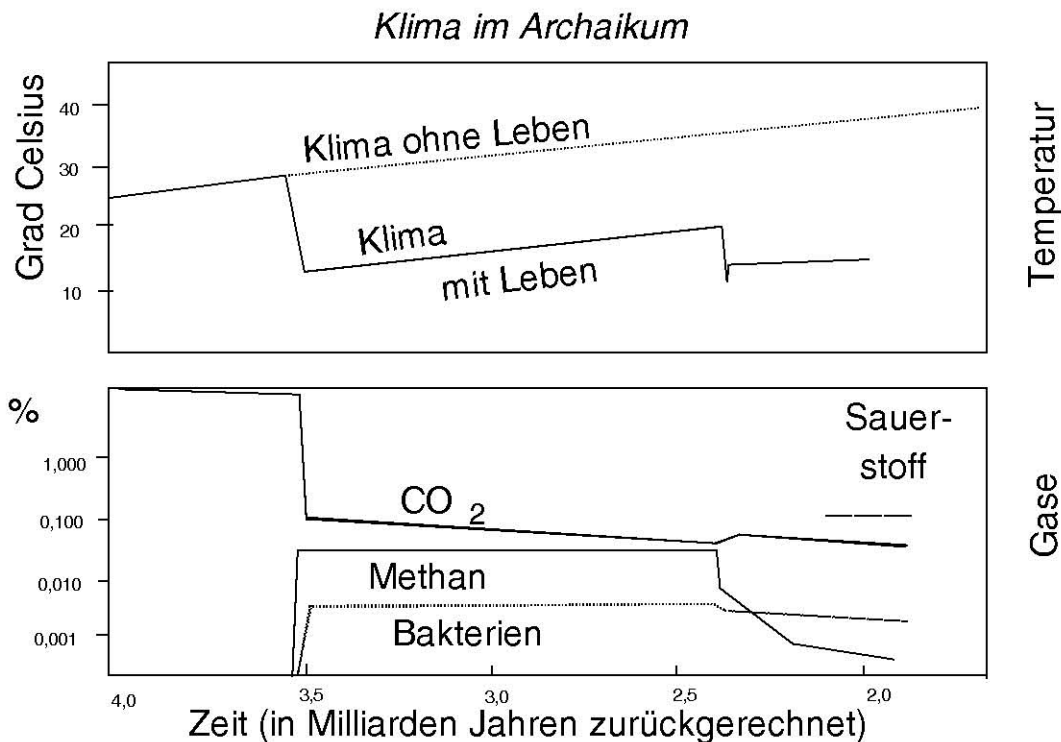 Klima im Archaikum
Grad Celsius
40
30
20
10
Klima ohne Leben
Klima
mit Leben
Temperatur
%
1,000
0,100
0,010
0,001
CO 2
Methan
Bakterien
Sauer-
stoff
Gase
4,0 3,5 3,0 2,5 2,0
Zeit (in Milliarden Jahren zurückgerechnet)